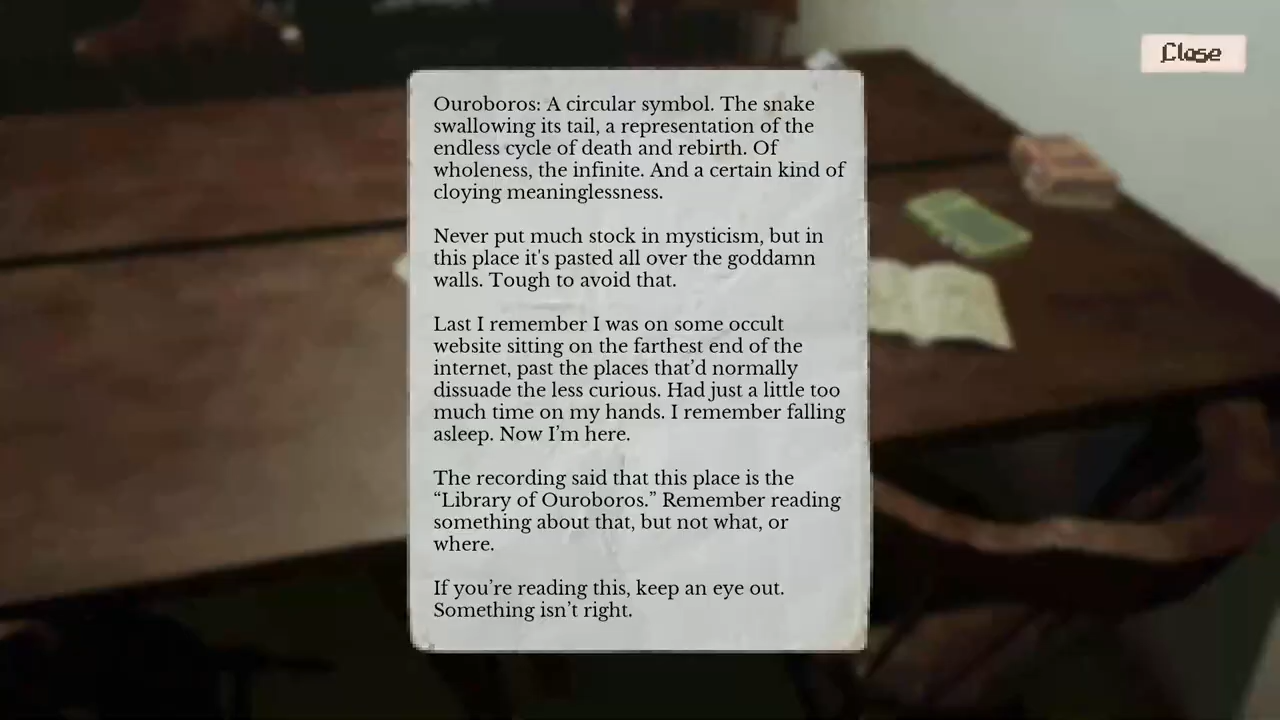 Close
Ouroboros: A circular symbol. The snake
swallowing its tail, a representation of the
endless cycle of death and rebirth. Of
wholeness, the infinite. And a certain kind of
cloying meaninglessness.
Never put much stock in mysticism, but in
this place it's pasted all over the goddamn
walls. Tough to avoid that.
Last I remember I was on some occult
website sitting on the farthest end of the
internet, past the places that’d normally
dissuade the less curious. Had just a little too
much time on my hands. I remember falling
asleep. Now I’m here.
The recording said that this place is the
“Library of Ouroboros.” Remember reading
something about that, but not what, or
where.
If you’re reading this, keep an eye out.
Something isn’t right.